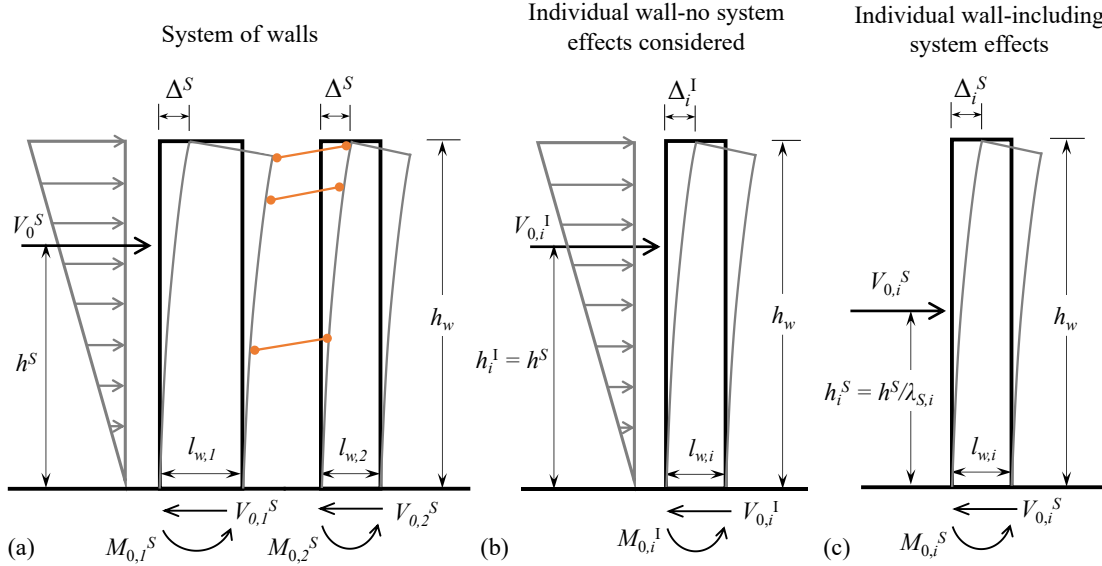 System of walls
Δ^S
Δ^S
V_0^S
h^S
h_w
l_{w,1}
l_{w,2}
V_{0,1}^S
V_{0,2}^S
M_{0,1}^S
M_{0,2}^S
(a)
Individual wall-no system
effects considered
Δ_i^I
V_{0,i}^I
h_i^I = h^S
h_w
l_{w,i}
V_{0,i}^I
M_{0,i}^I
(b)
Individual wall-including
system effects
Δ_i^S
V_{0,i}^S
h_i^S = h^S/λ_{S,i}
h_w
l_{w,i}
V_{0,i}^S
M_{0,i}^S
(c)